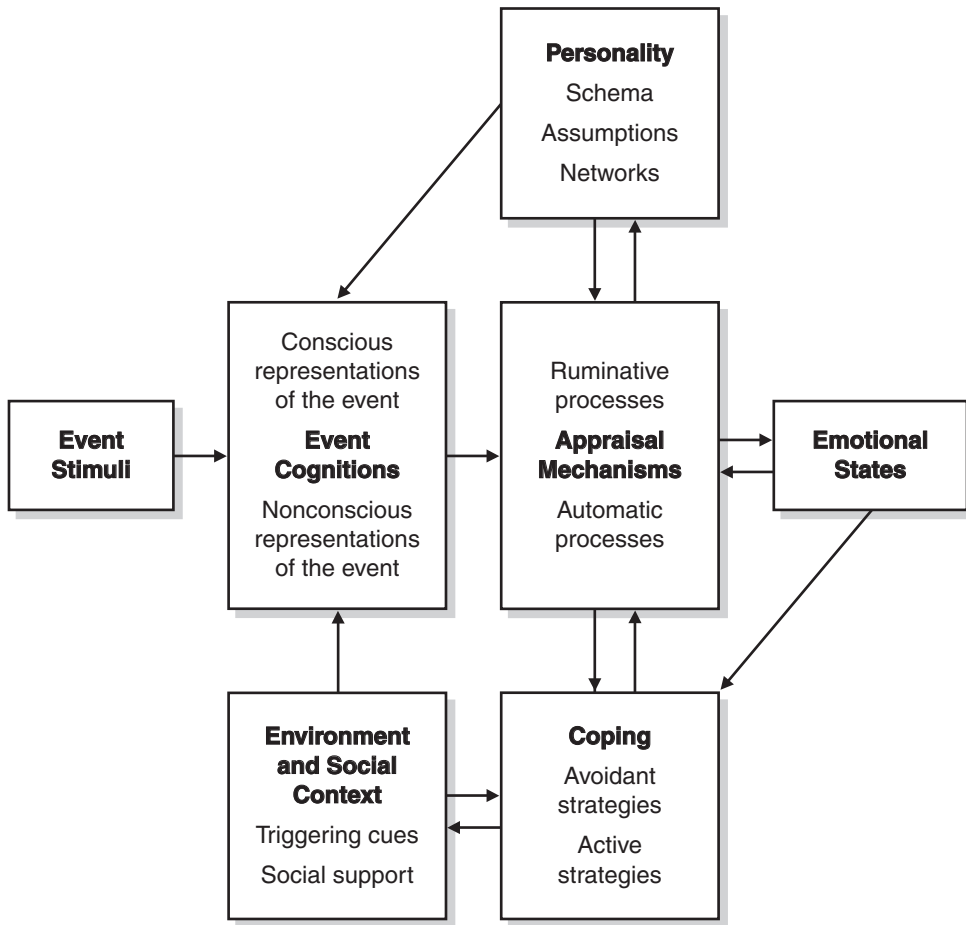 Personality
Schema
Assumptions
Networks
Event
Stimuli
Conscious
representations
of the event
Event
Cognitions
Nonconscious
representations
of the event
Ruminative
processes
Appraisal
Mechanisms
Automatic
processes
Emotional
States
Environment
and Social
Context
Triggering cues
Social support
Coping
Avoidant
strategies
Active
strategies